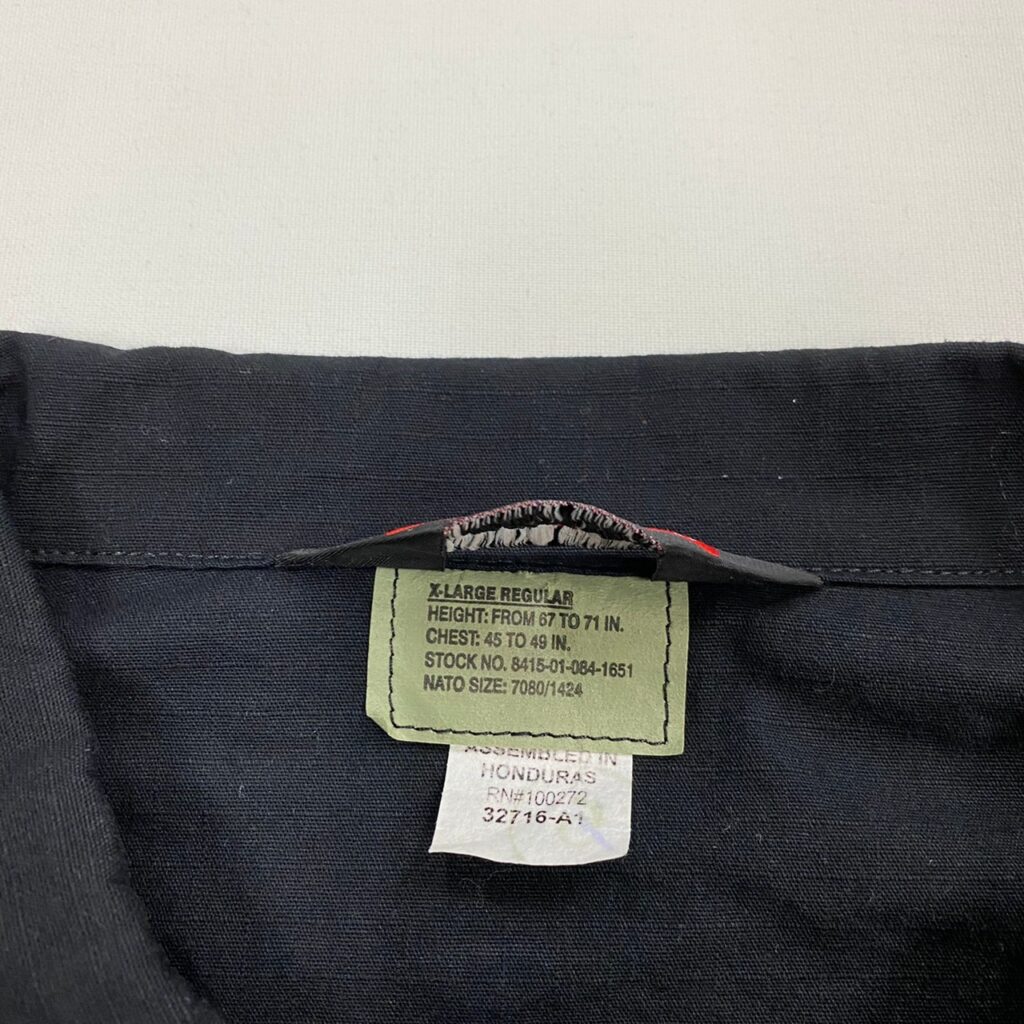 X-LARGE REGULAR
HEIGHT: FROM 67 TO 71 IN.
CHEST: 45 TO 49 IN.
STOCK NO. 8415-01-084-1651
NATO SIZE: 7080/1424
ASSEMBLED IN
HONDURAS
RN#100272
32716-A1